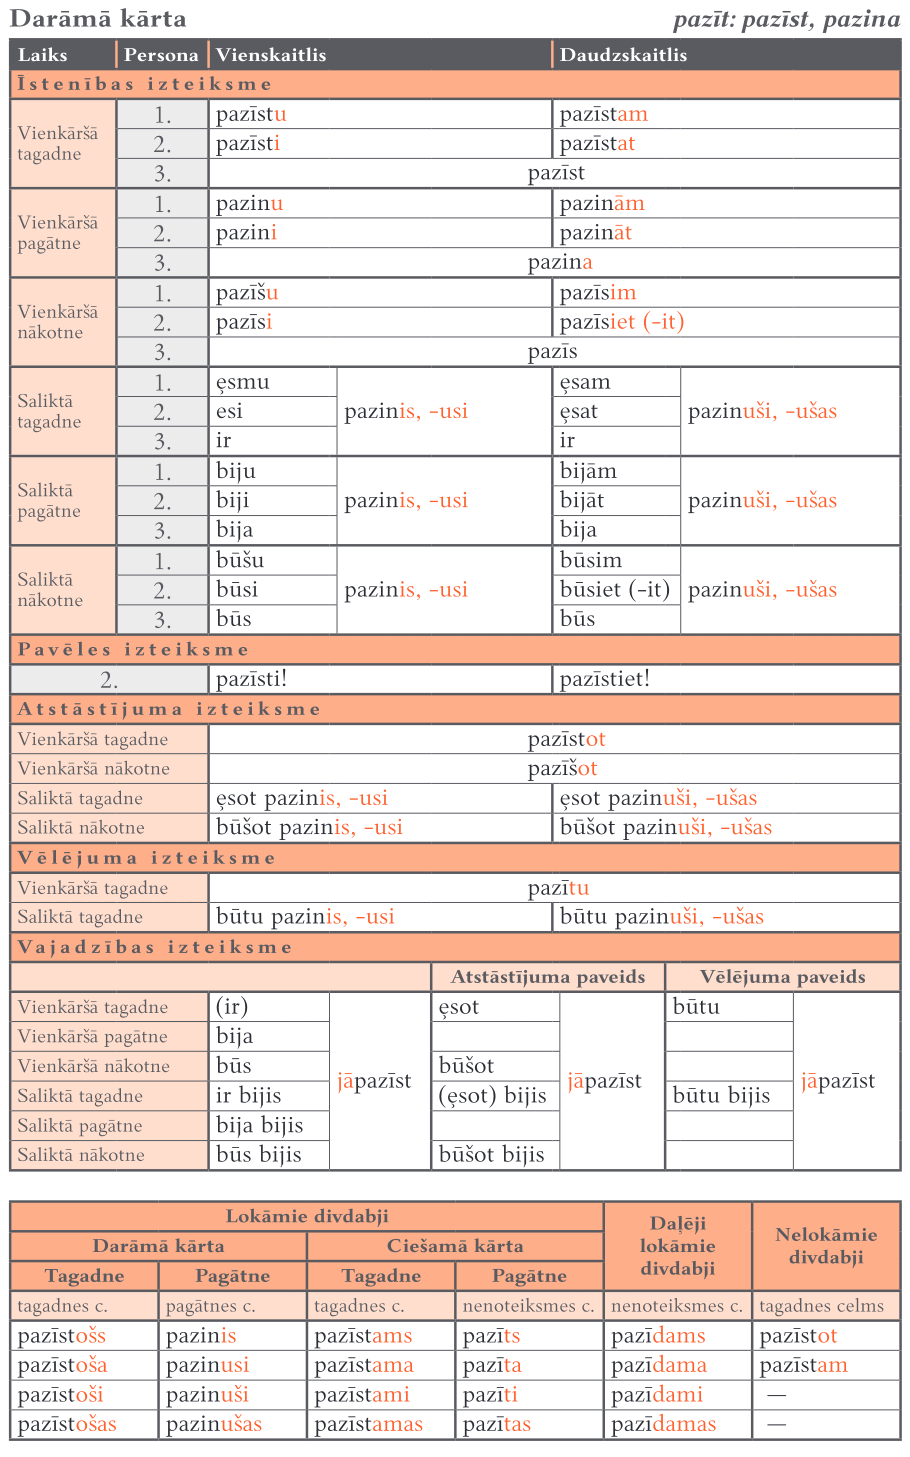 Darāmā kārta pazīt: pazīst, pazina
Laiks Persona Vienskaitlis Daudzskaitlis
Īstenības izteiksme
Vienkāršā tagadne
1. pazīstu pazīstam
2. pazīsti pazīstat
3. pazīst
Vienkāršā pagātne
1. pazinu pazinām
2. pazini pazināt
3. pazina
Vienkāršā nākotne
1. pazīšu pazīsim
2. pazīsi pazīsiet (-it)
3. pazīs
Saliktā tagadne
1. ȩsmu ȩsam
2. esi pazinis, -usi ȩsat pazinuši, -ušas
3. ir ir
Saliktā pagātne
1. biju bijām
2. biji pazinis, -usi bijāt pazinuši, -ušas
3. bija bija
Saliktā nākotne
1. būšu būsim
2. būsi pazinis, -usi būsiet (-it) pazinuši, -ušas
3. būs būs
Pavēles izteiksme
2. pazīsti! pazīstiet!
Atstāstījuma izteiksme
Vienkāršā tagadne pazīstot
Vienkāršā nākotne pazīšot
Saliktā tagadne ȩsot pazinis, -usi ȩsot pazinuši, -ušas
Saliktā nākotne būšot pazinis, -usi būšot pazinuši, -ušas
Vēlējuma izteiksme
Vienkāršā tagadne pazītu
Saliktā tagadne būtu pazinis, -usi būtu pazinuši, -ušas
Vajadzības izteiksme
Atstāstījuma paveids Vēlējuma paveids
Vienkāršā tagadne (ir) ȩsot būtu
Vienkāršā pagātne bija
Vienkāršā nākotne būs būšot
jāpazīst jāpazīst jāpazīst
Saliktā tagadne ir bijis (ȩsot) bijis būtu bijis
Saliktā pagātne bija bijis
Saliktā nākotne būs bijis būšot bijis
Lokāmie divdabji Daļēji lokāmie divdabji Nelokāmie divdabji
Darāmā kārta Ciešamā kārta
Tagadne Pagātne Tagadne Pagātne
tagadnes c. pagātnes c. tagadnes c. nenoteiksmes c. nenoteiksmes c. tagadnes celms
pazīstošs pazinis pazīstams pazīts pazīdams pazīstot
pazīstoša pazinusi pazīstama pazīta pazīdama pazīstam
pazīstoši pazinuši pazīstami pazīti pazīdami —
pazīstošas pazinušas pazīstamas pazītas pazīdamas —